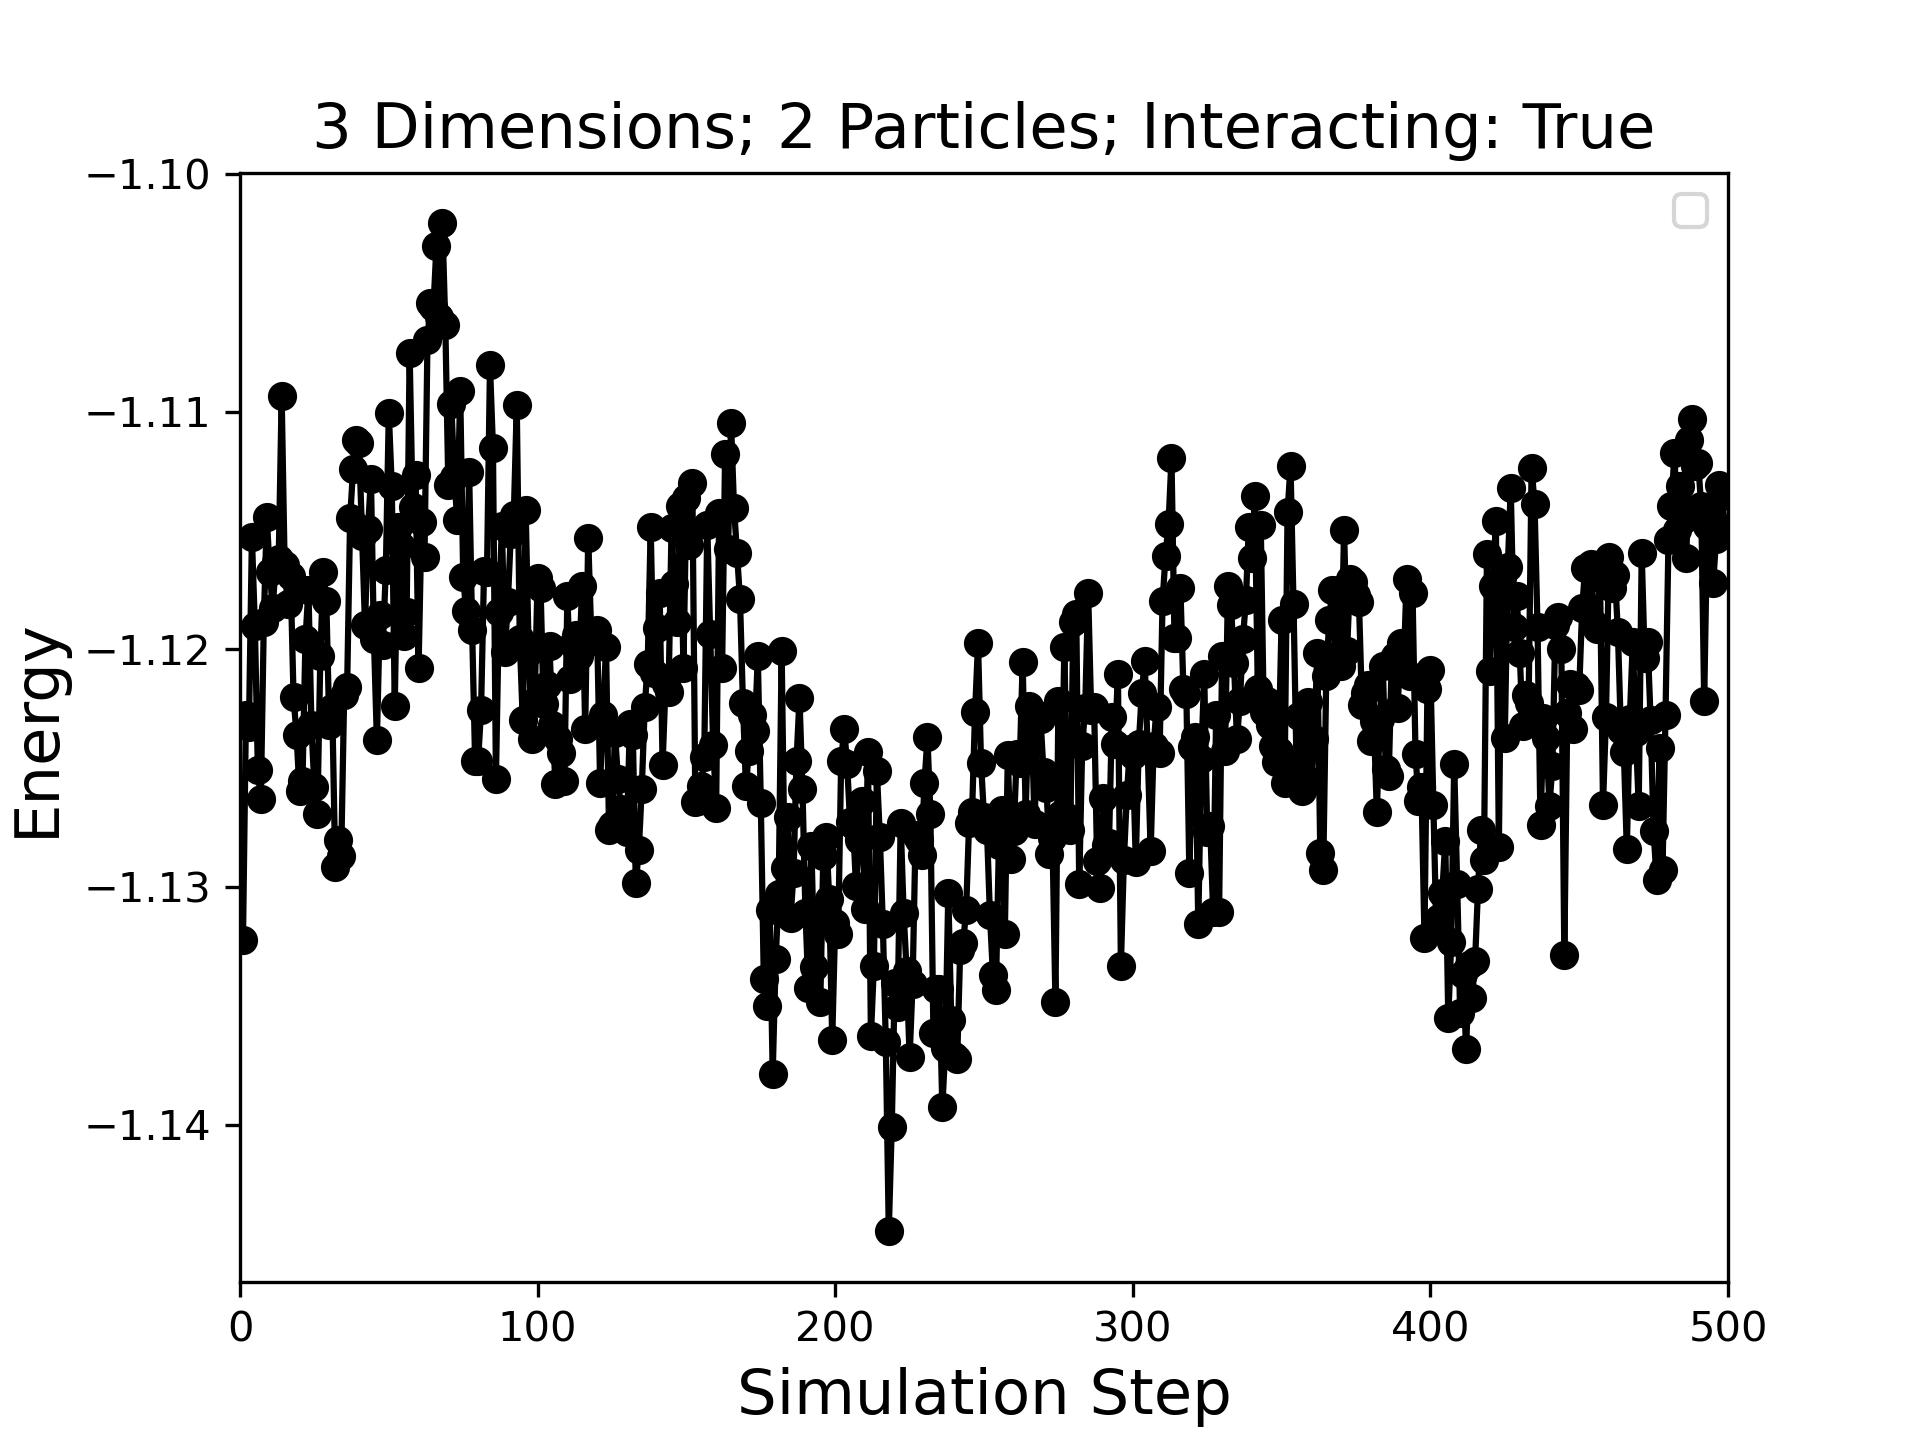 3 Dimensions; 2 Particles; Interacting: True
−1.10
−1.11
−1.12
−1.13
−1.14
Energy
0 100 200 300 400 500
Simulation Step